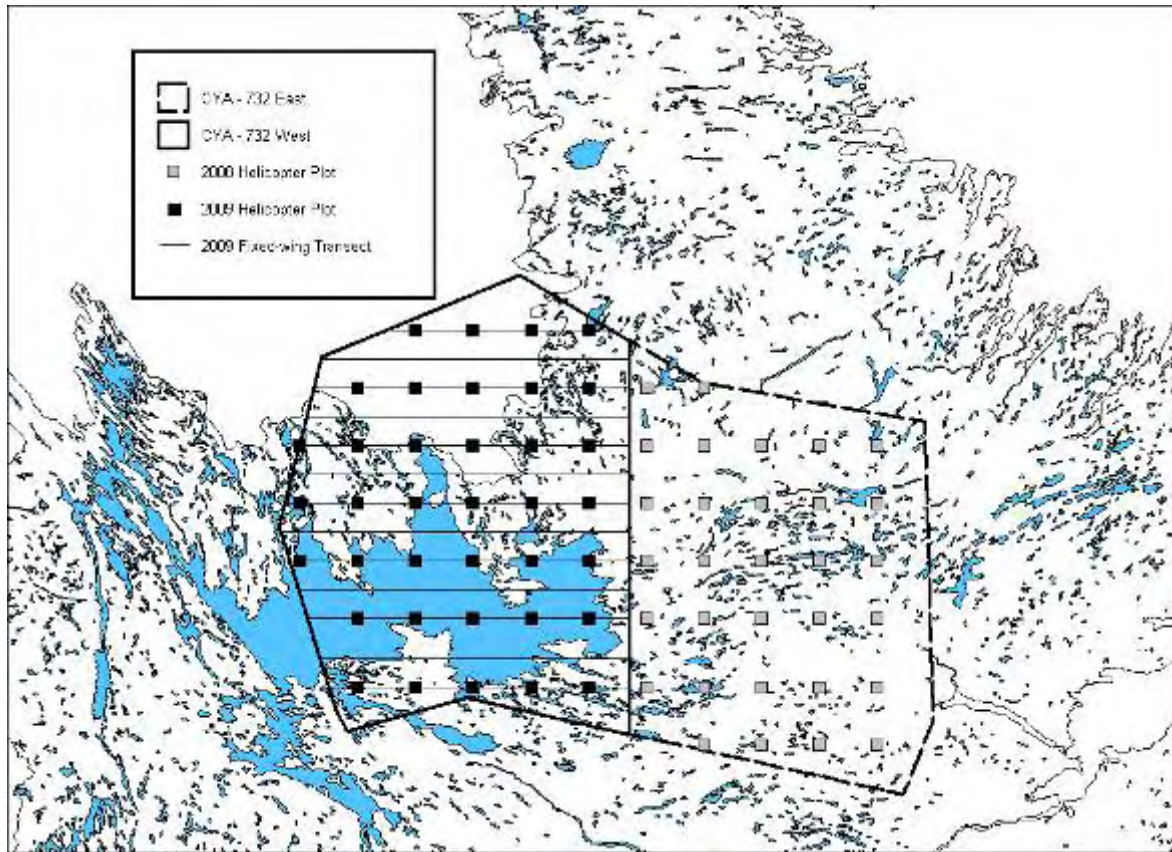 CYA - 732 East
CYA - 732 West
2000 Helicopter Plot
2009 Helicopter Plot
2009 Fixed-wing Transect